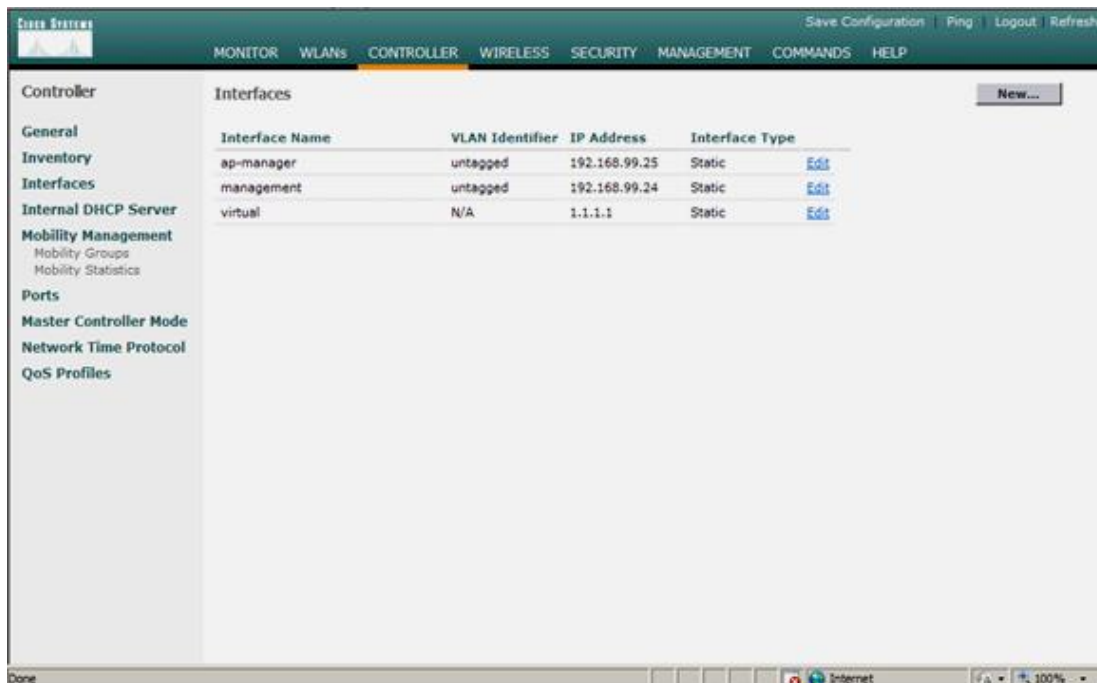 CISCO SYSTEMS
Save Configuration Ping Logout Refresh
MONITOR WLANs CONTROLLER WIRELESS SECURITY MANAGEMENT COMMANDS HELP
Controller
General
Inventory
Interfaces
Internal DHCP Server
Mobility Management
Mobility Groups
Mobility Statistics
Ports
Master Controller Mode
Network Time Protocol
QoS Profiles
Interfaces
New...
Interface Name VLAN Identifier IP Address Interface Type
ap-manager untagged 192.168.99.25 Static Edit
management untagged 192.168.99.24 Static Edit
virtual N/A 1.1.1.1 Static Edit
Done Internet 100%